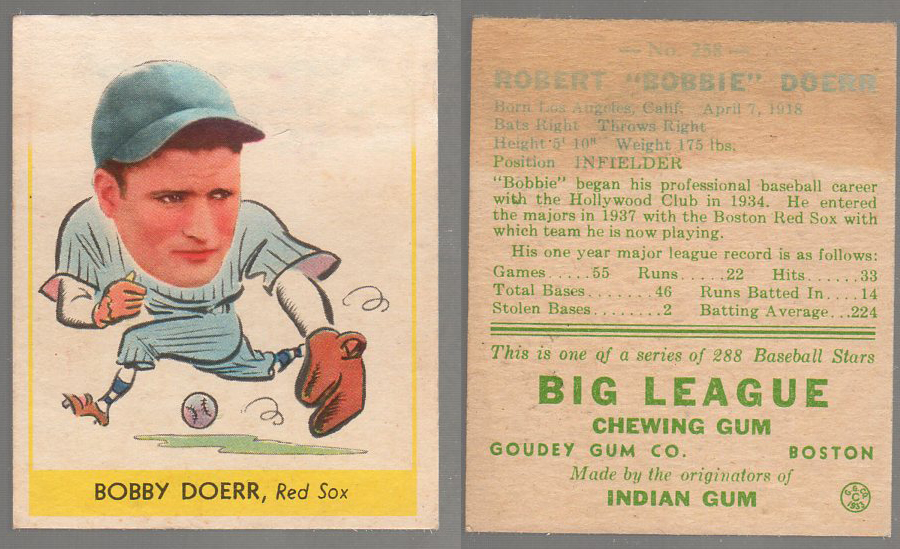 BOBBY DOERR, Red Sox
— No. 258 —
ROBERT "BOBBIE" DOERR
Born Los Angeles, Calif. April 7, 1918
Bats Right Throws Right
Height 5' 10" Weight 175 lbs.
Position INFIELDER
"Bobbie" began his professional baseball career
with the Hollywood Club in 1934. He entered
the majors in 1937 with the Boston Red Sox with
which team he is now playing.
His one year major league record is as follows:
Games.....55 Runs.....22 Hits.....33
Total Bases.......46 Runs Batted In....14
Stolen Bases........2 Batting Average...224
This is one of a series of 288 Baseball Stars
BIG LEAGUE
CHEWING GUM
GOUDEY GUM CO. BOSTON
Made by the originators of
INDIAN GUM
G.G.CO.
C
1933